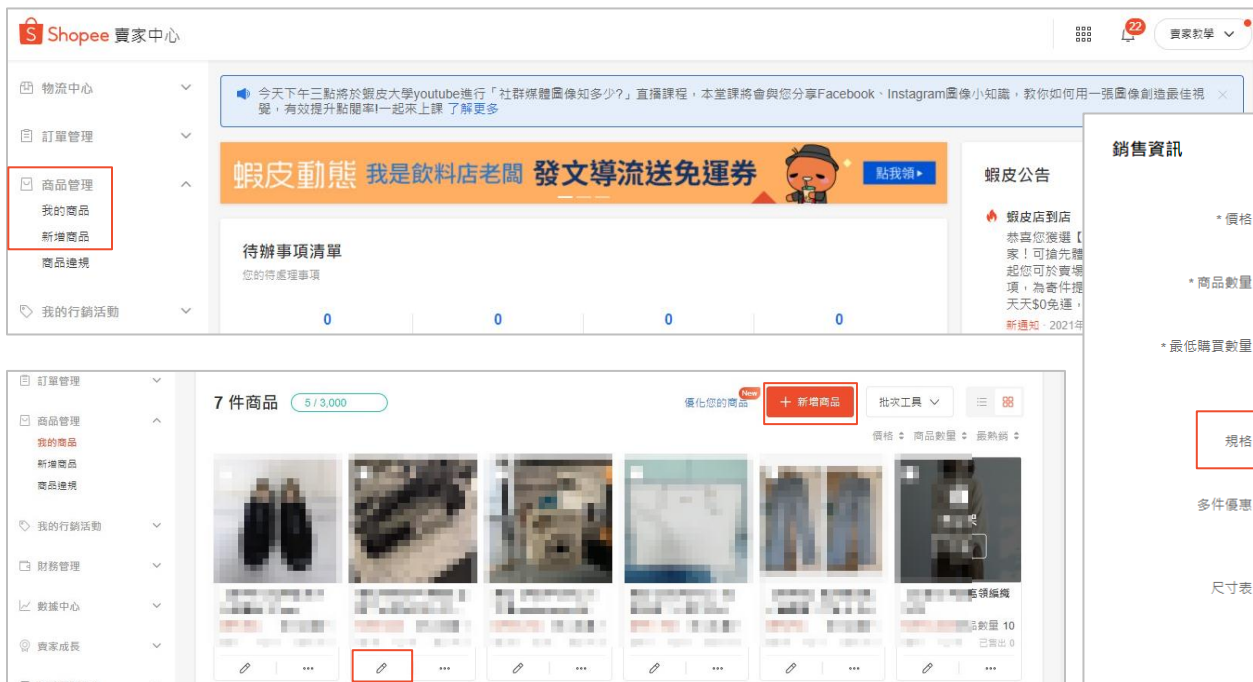 Shopee 賣家中心
22
賣家教學
物流中心
訂單管理
商品管理
我的商品
新增商品
商品違規
我的行銷活動
今天下午三點將於蝦皮大學youtube進行「社群媒體圖像知多少?」直播課程，本堂課將會與您分享Facebook、Instagram圖像小知識，教你如何用一張圖像創造最佳視
覺，有效提升點閱率!一起來上課 了解更多
蝦皮動態 我是飲料店老闆 發文導流送免運券
點我領
待辦事項清單
您的待處理事項
0
0
0
0
蝦皮公告
蝦皮店到店
恭喜您獲選【
家！可搶先體
起您可於賣場
項，為寄件提
天天$0免運，
新通知 · 2021年
銷售資訊
* 價格
* 商品數量
* 最低購買數量
規格
多件優惠
尺寸表
訂單管理
商品管理
我的商品
新增商品
商品違規
我的行銷活動
財務管理
數據中心
賣家成長
7 件商品
5 / 3,000
優化您的商品
New
+ 新增商品
批次工具
價格
商品數量
最熱銷
高領編織
品數量 10
已售出 0